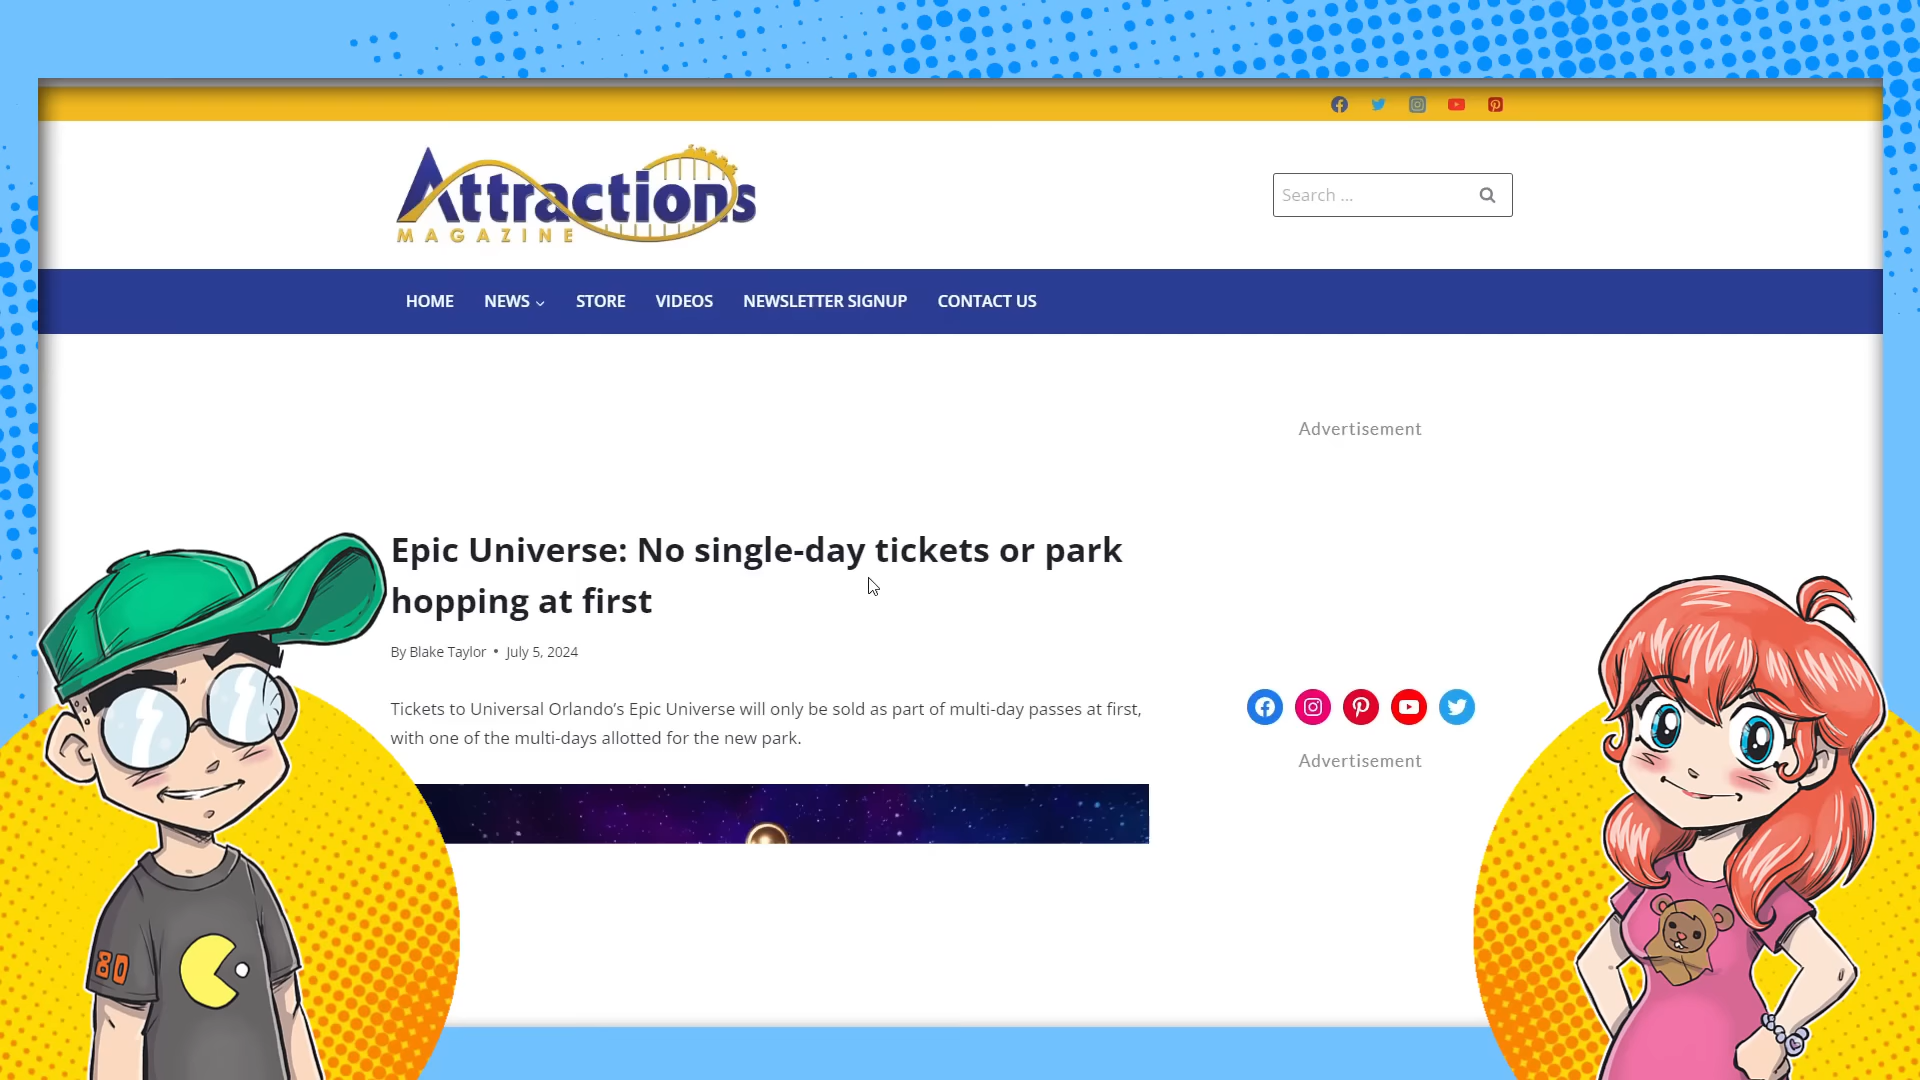 Attractions
MAGAZINE
Search ...
HOME NEWS STORE VIDEOS NEWSLETTER SIGNUP CONTACT US
Advertisement
Epic Universe: No single-day tickets or park
hopping at first
By Blake Taylor • July 5, 2024
Tickets to Universal Orlando’s Epic Universe will only be sold as part of multi-day passes at first,
with one of the multi-days allotted for the new park.
Advertisement
80